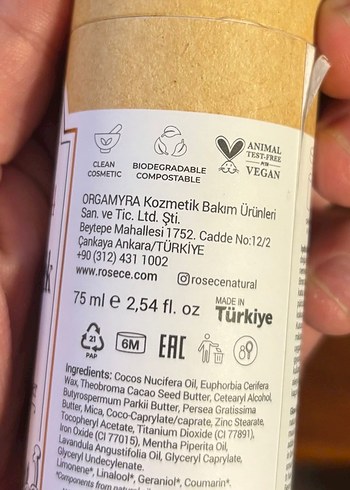 CLEAN
COSMETIC
BIODEGRADABLE
COMPOSTABLE
ANIMAL
TEST-FREE
VEGAN
ORGAMYRA Kozmetik Bakım Ürünleri
San. ve Tic. Ltd. Şti.
Beytepe Mahallesi 1752. Cadde No:12/2
Çankaya Ankara/TÜRKİYE
+90 (312) 431 1002
www.rosece.com rosecenatural
75 ml e 2,54 fl. oz MADE IN
Türkiye
21
PAP
6M
EAC
Ingredients: Cocos Nucifera Oil, Euphorbia Cerifera
Wax, Theobroma Cacao Seed Butter, Cetearyl Alcohol,
Butyrospermum Parkii Butter, Persea Gratissima
Butter, Mica, Coco-Caprylate/caprate, Zinc Stearate,
Tocopheryl Acetate, Titanium Dioxide (CI 77891),
Iron Oxide (CI 77015), Mentha Piperita Oil,
Lavandula Angustifolia Oil, Glyceryl Caprylate,
Glyceryl Undecylenate.
Limonene*, Linalool*, Geraniol*, Coumarin*.
*Components from